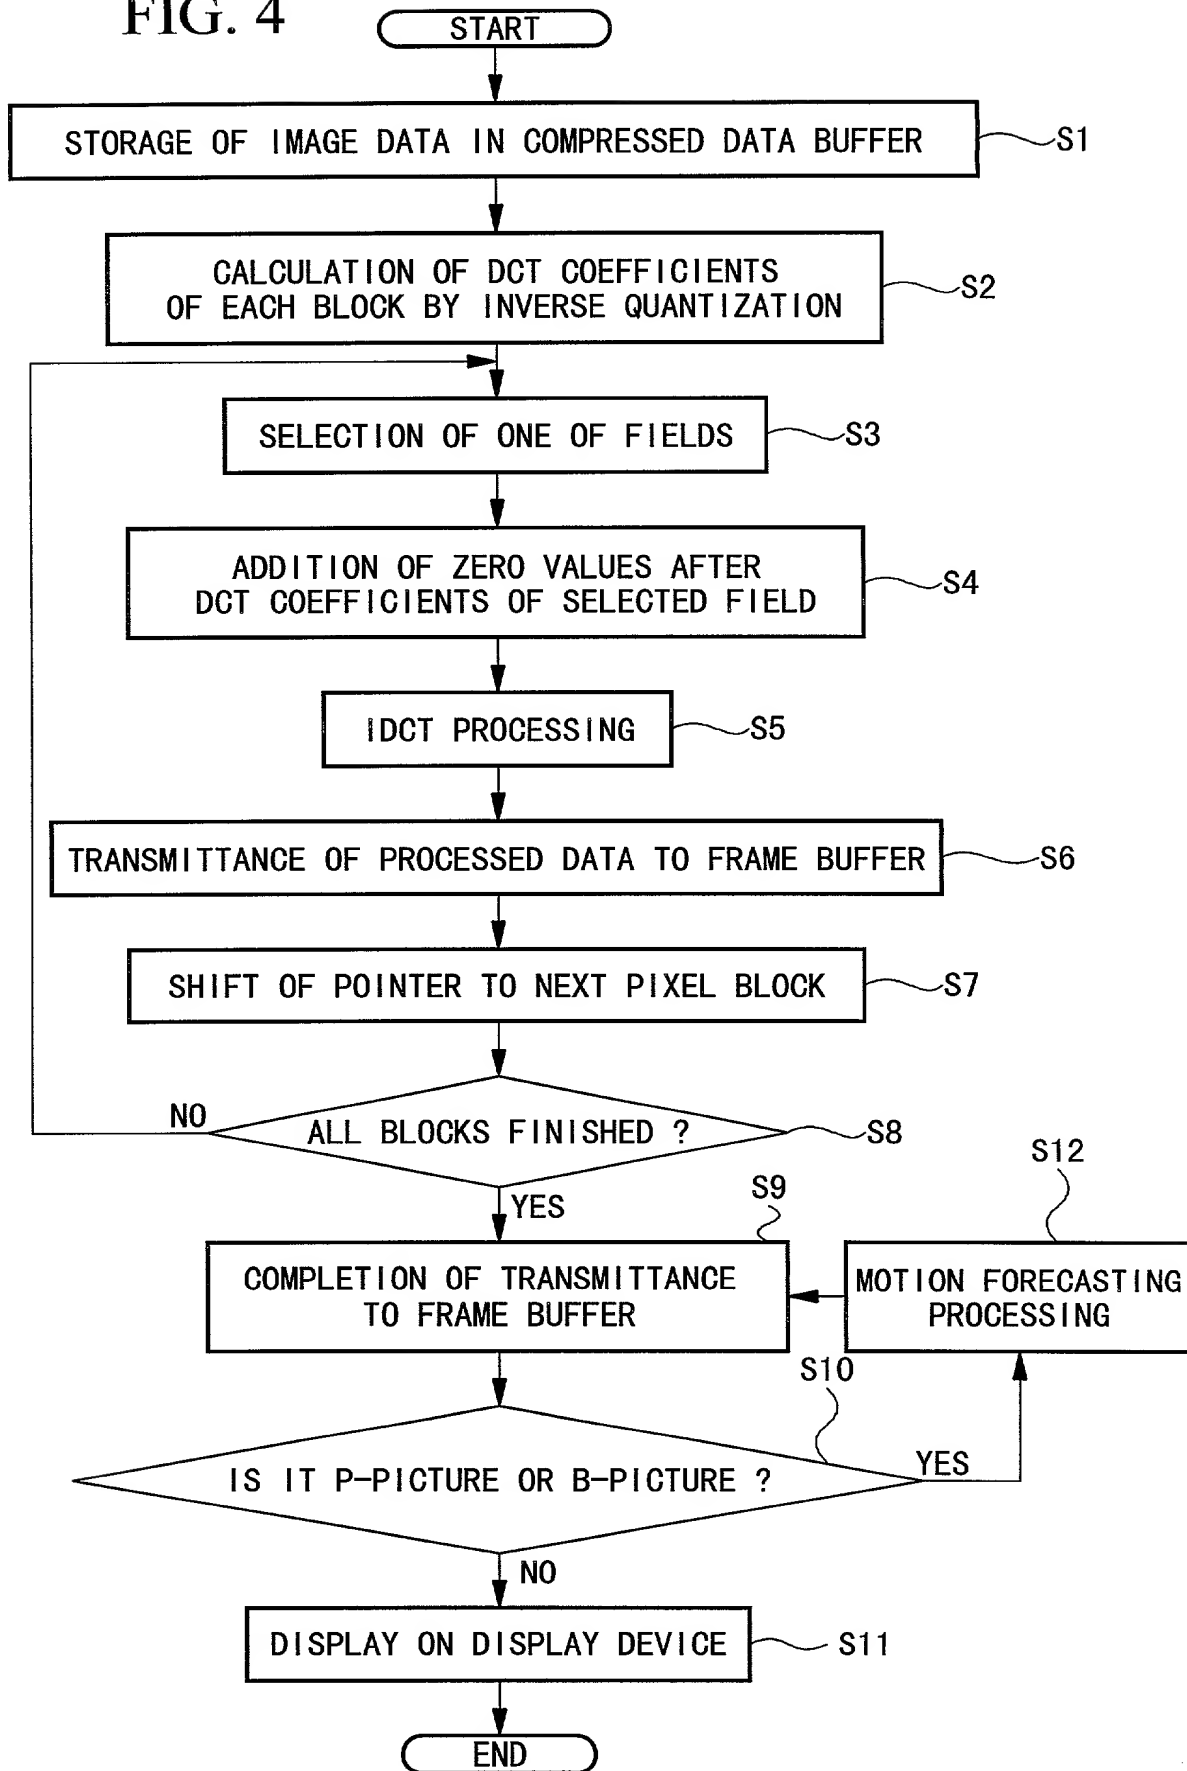 FIG. 4
START
STORAGE OF IMAGE DATA IN COMPRESSED DATA BUFFER
S1
CALCULATION OF DCT COEFFICIENTS
OF EACH BLOCK BY INVERSE QUANTIZATION
S2
SELECTION OF ONE OF FIELDS
S3
ADDITION OF ZERO VALUES AFTER
DCT COEFFICIENTS OF SELECTED FIELD
S4
IDCT PROCESSING
S5
TRANSMITTANCE OF PROCESSED DATA TO FRAME BUFFER
S6
SHIFT OF POINTER TO NEXT PIXEL BLOCK
S7
NO
ALL BLOCKS FINISHED ?
S8
YES
S9
S12
COMPLETION OF TRANSMITTANCE
TO FRAME BUFFER
MOTION FORECASTING
PROCESSING
S10
IS IT P-PICTURE OR B-PICTURE ?
YES
NO
DISPLAY ON DISPLAY DEVICE
S11
END